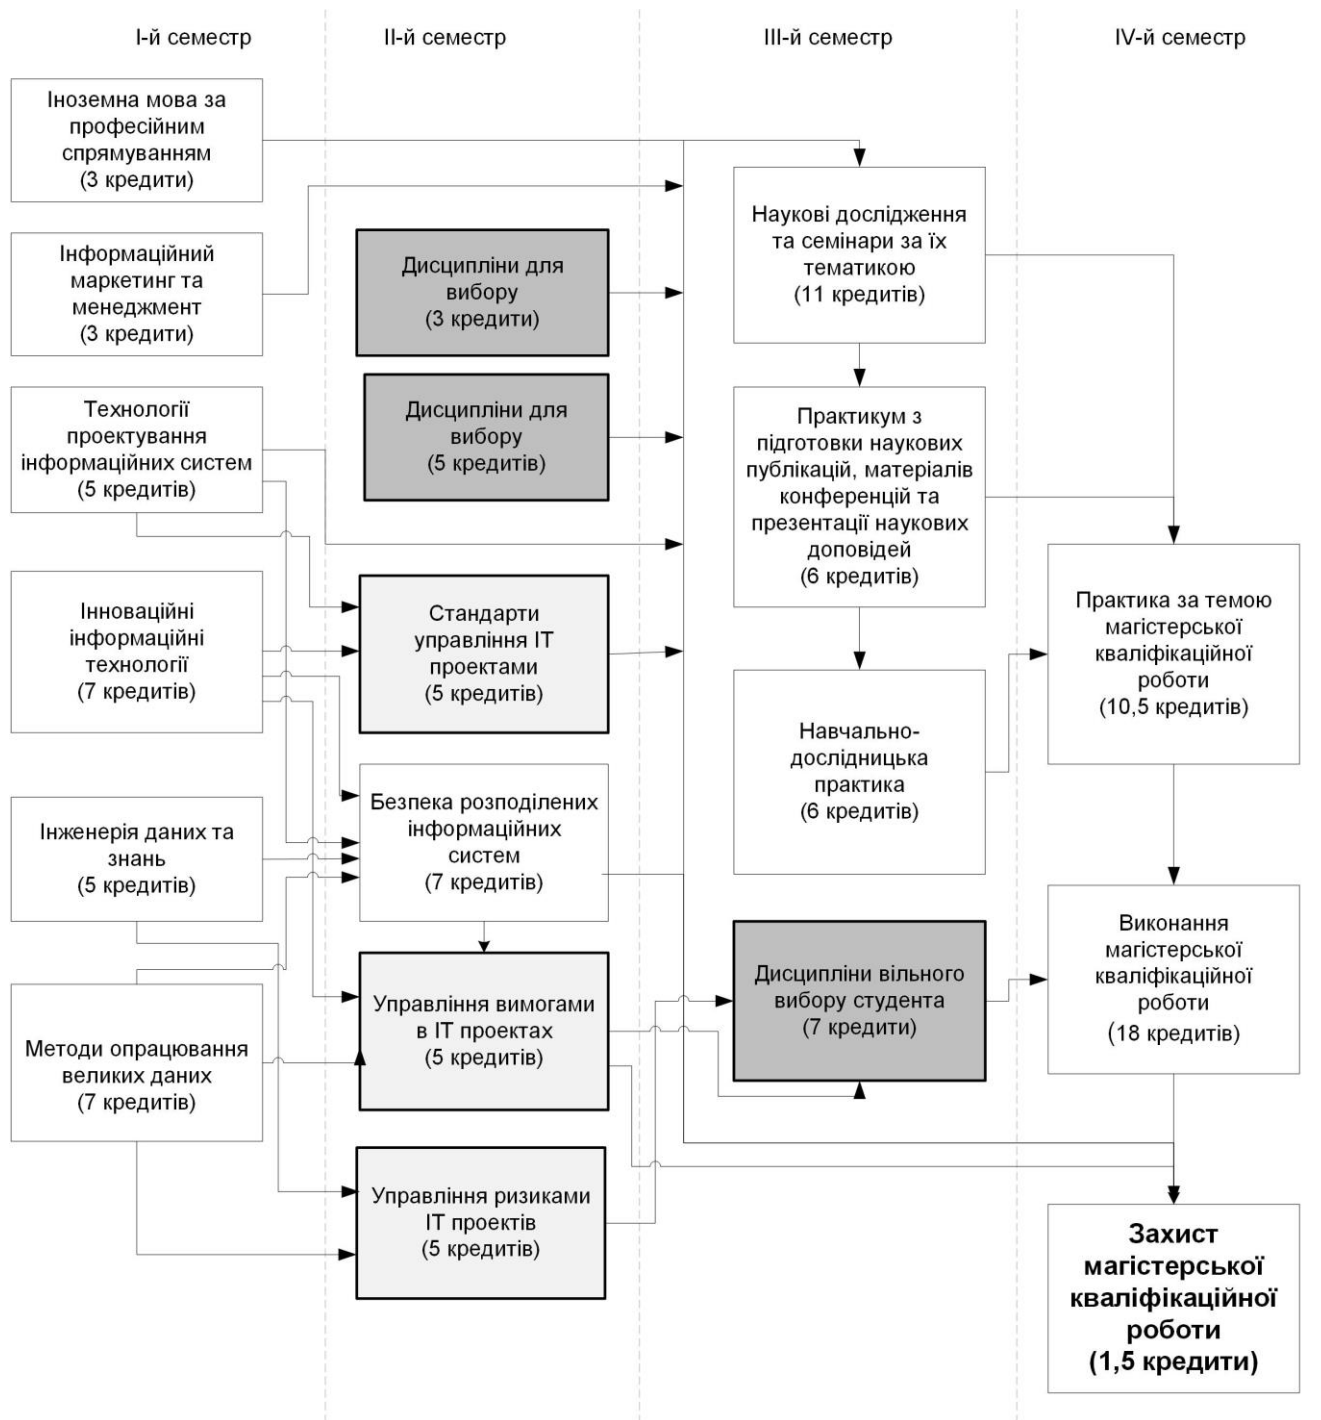 І-й семестр
ІІ-й семестр
ІІІ-й семестр
IV-й семестр
Іноземна мова за
професійним
спрямуванням
(3 кредити)
Інформаційний
маркетинг та
менеджмент
(3 кредити)
Технології
проектування
інформаційних систем
(5 кредитів)
Інноваційні
інформаційні
технології
(7 кредитів)
Інженерія даних та
знань
(5 кредитів)
Методи опрацювання
великих даних
(7 кредитів)
Дисципліни для
вибору
(3 кредити)
Дисципліни для
вибору
(5 кредитів)
Стандарти
управління ІТ
проектами
(5 кредитів)
Безпека розподілених
інформаційних
систем
(7 кредитів)
Управління вимогами
в ІТ проектах
(5 кредитів)
Управління ризиками
ІТ проектів
(5 кредитів)
Наукові дослідження
та семінари за їх
тематикою
(11 кредитів)
Практикум з
підготовки наукових
публікацій, матеріалів
конференцій та
презентації наукових
доповідей
(6 кредитів)
Навчально-
дослідницька
практика
(6 кредитів)
Дисципліни вільного
вибору студента
(7 кредити)
Практика за темою
магістерської
кваліфікаційної
роботи
(10,5 кредитів)
Виконання
магістерської
кваліфікаційної
роботи
(18 кредитів)
Захист
магістерської
кваліфікаційної
роботи
(1,5 кредити)